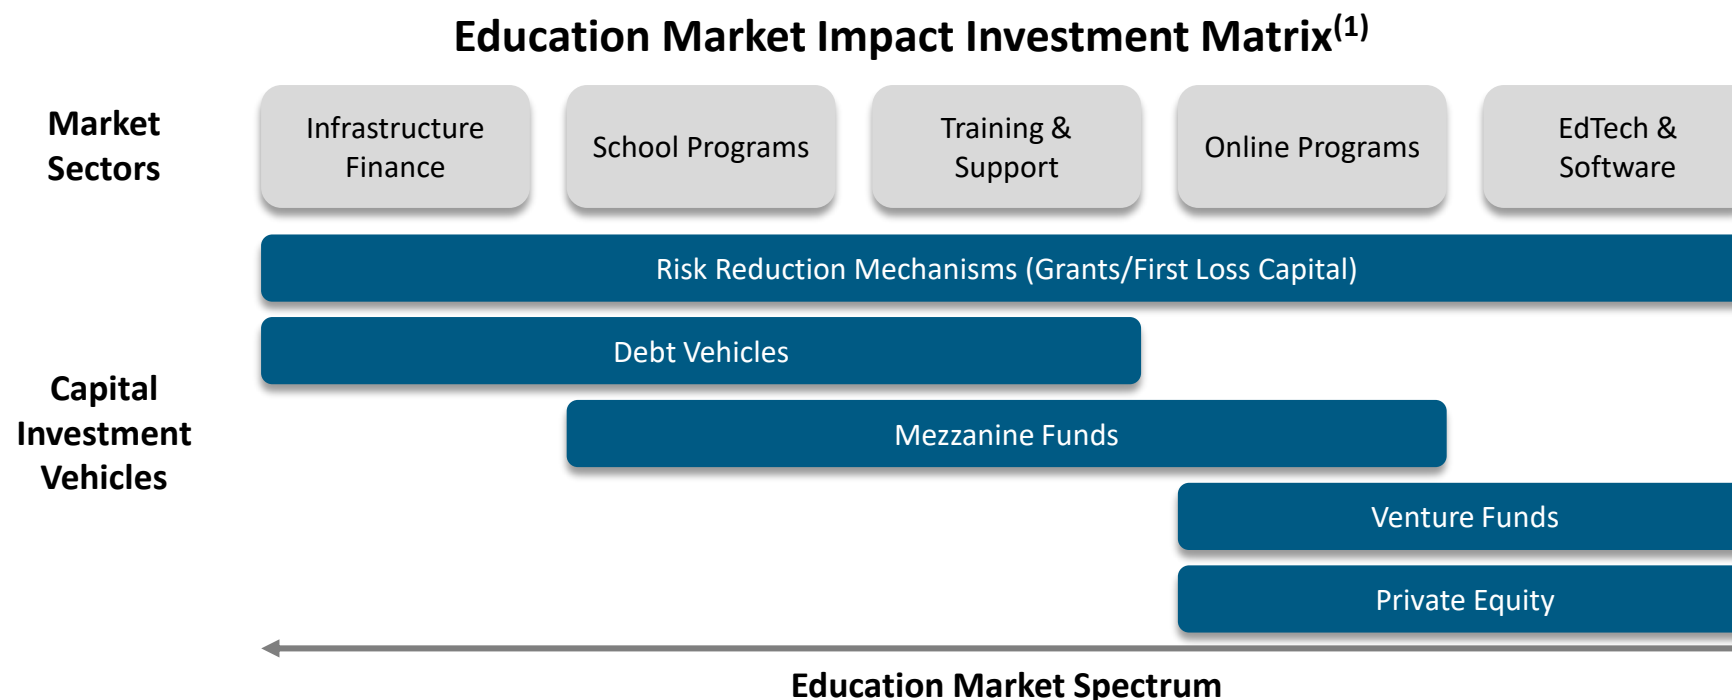 Education Market Impact Investment Matrix(1)
Market
Sectors
Infrastructure
Finance
School Programs
Training &
Support
Online Programs
EdTech &
Software
Risk Reduction Mechanisms (Grants/First Loss Capital)
Debt Vehicles
Capital
Investment
Vehicles
Mezzanine Funds
Venture Funds
Private Equity
Education Market Spectrum